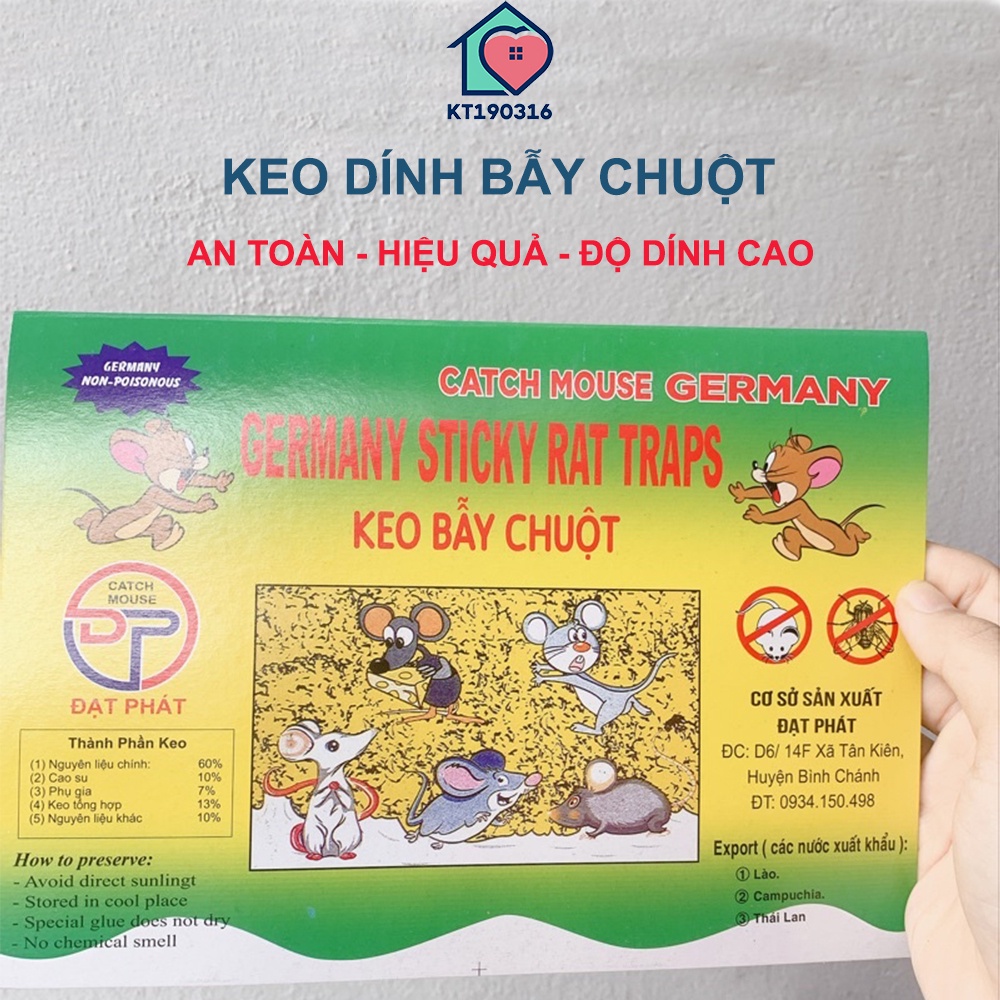 KT190316
KEO DÍNH BẪY CHUỘT
AN TOÀN - HIỆU QUẢ - ĐỘ DÍNH CAO
GERMANY
NON-POISONOUS
CATCH MOUSE GERMANY
GERMANY STICKY RAT TRAPS
KEO BẪY CHUỘT
CATCH
MOUSE
DP
ĐẠT PHÁT
Thành Phần Keo
(1) Nguyên liệu chính: 60%
(2) Cao su 10%
(3) Phụ gia 7%
(4) Keo tổng hợp 13%
(5) Nguyên liệu khác 10%
How to preserve:
- Avoid direct sunlingt
- Stored in cool place
- Special glue does not dry
- No chemical smell
CƠ SỞ SẢN XUẤT
ĐẠT PHÁT
ĐC: D6/ 14F Xã Tân Kiên,
Huyện Bình Chánh
ĐT: 0934.150.498
Export ( các nước xuất khẩu ):
① Lào.
② Campuchia.
③ Thái Lan